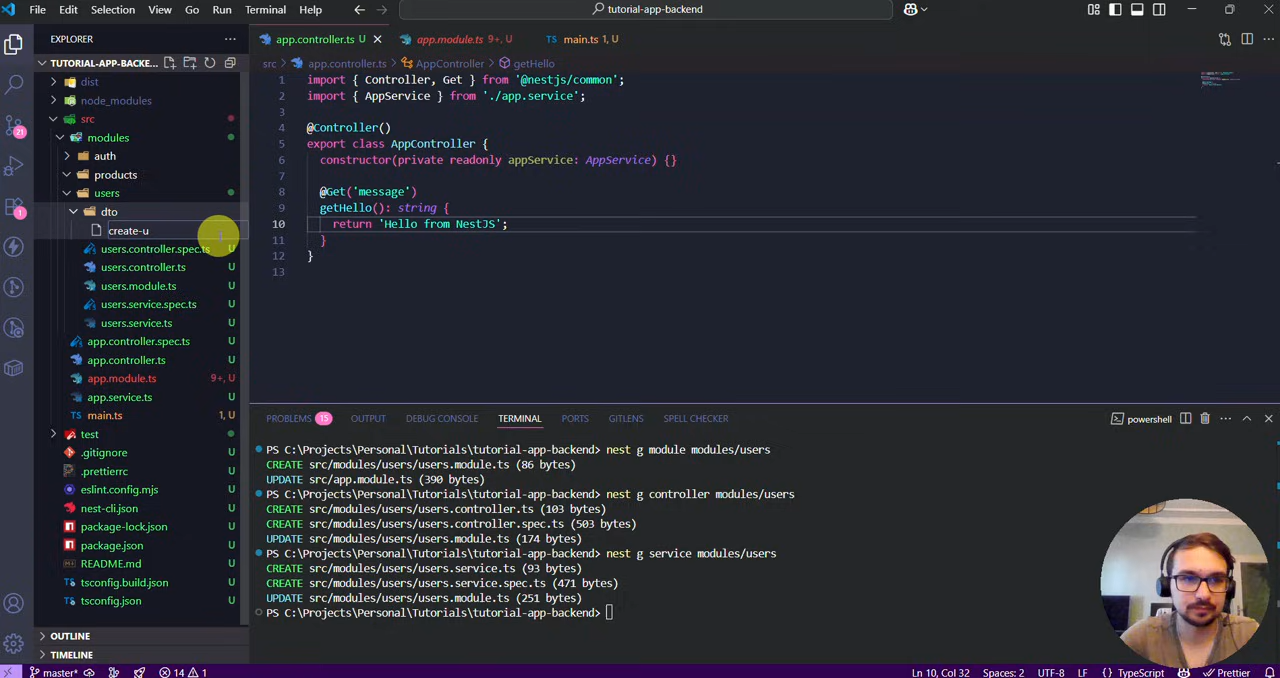 File Edit Selection View Go Run Terminal Help
tutorial-app-backend
EXPLORER
TUTORIAL-APP-BACKE...
dist
node_modules
src
modules
auth
products
users
dto
create-u
users.controller.spec.ts U
users.controller.ts U
users.module.ts U
users.service.spec.ts U
users.service.ts U
app.controller.spec.ts U
app.controller.ts U
app.module.ts 9+, U
app.service.ts U
main.ts 1, U
test
.gitignore U
.prettierrc U
eslint.config.mjs U
nest-cli.json U
package-lock.json U
package.json U
README.md U
tsconfig.build.json U
tsconfig.json U
OUTLINE
TIMELINE
21
1
app.controller.ts U
app.module.ts 9+, U
TS main.ts 1, U
src app.controller.ts AppController getHello
1 import { Controller, Get } from '@nestjs/common';
2 import { AppService } from './app.service';
3
4 @Controller()
5 export class AppController {
6 constructor(private readonly appService: AppService) {}
7
8 @Get('message')
9 getHello(): string {
10 return 'Hello from NestJS';
11 }
12 }
13
PROBLEMS 15 OUTPUT DEBUG CONSOLE TERMINAL PORTS GITLENS SPELL CHECKER
powershell
PS C:\Projects\Personal\Tutorials\tutorial-app-backend> nest g module modules/users
CREATE src/modules/users/users.module.ts (86 bytes)
UPDATE src/app.module.ts (390 bytes)
PS C:\Projects\Personal\Tutorials\tutorial-app-backend> nest g controller modules/users
CREATE src/modules/users/users.controller.ts (103 bytes)
CREATE src/modules/users/users.controller.spec.ts (503 bytes)
UPDATE src/modules/users/users.module.ts (174 bytes)
PS C:\Projects\Personal\Tutorials\tutorial-app-backend> nest g service modules/users
CREATE src/modules/users/users.service.ts (93 bytes)
CREATE src/modules/users/users.service.spec.ts (471 bytes)
UPDATE src/modules/users/users.module.ts (251 bytes)
PS C:\Projects\Personal\Tutorials\tutorial-app-backend>
master* 14 1 Ln 10, Col 32 Spaces: 2 UTF-8 LF {} TypeScript Prettier